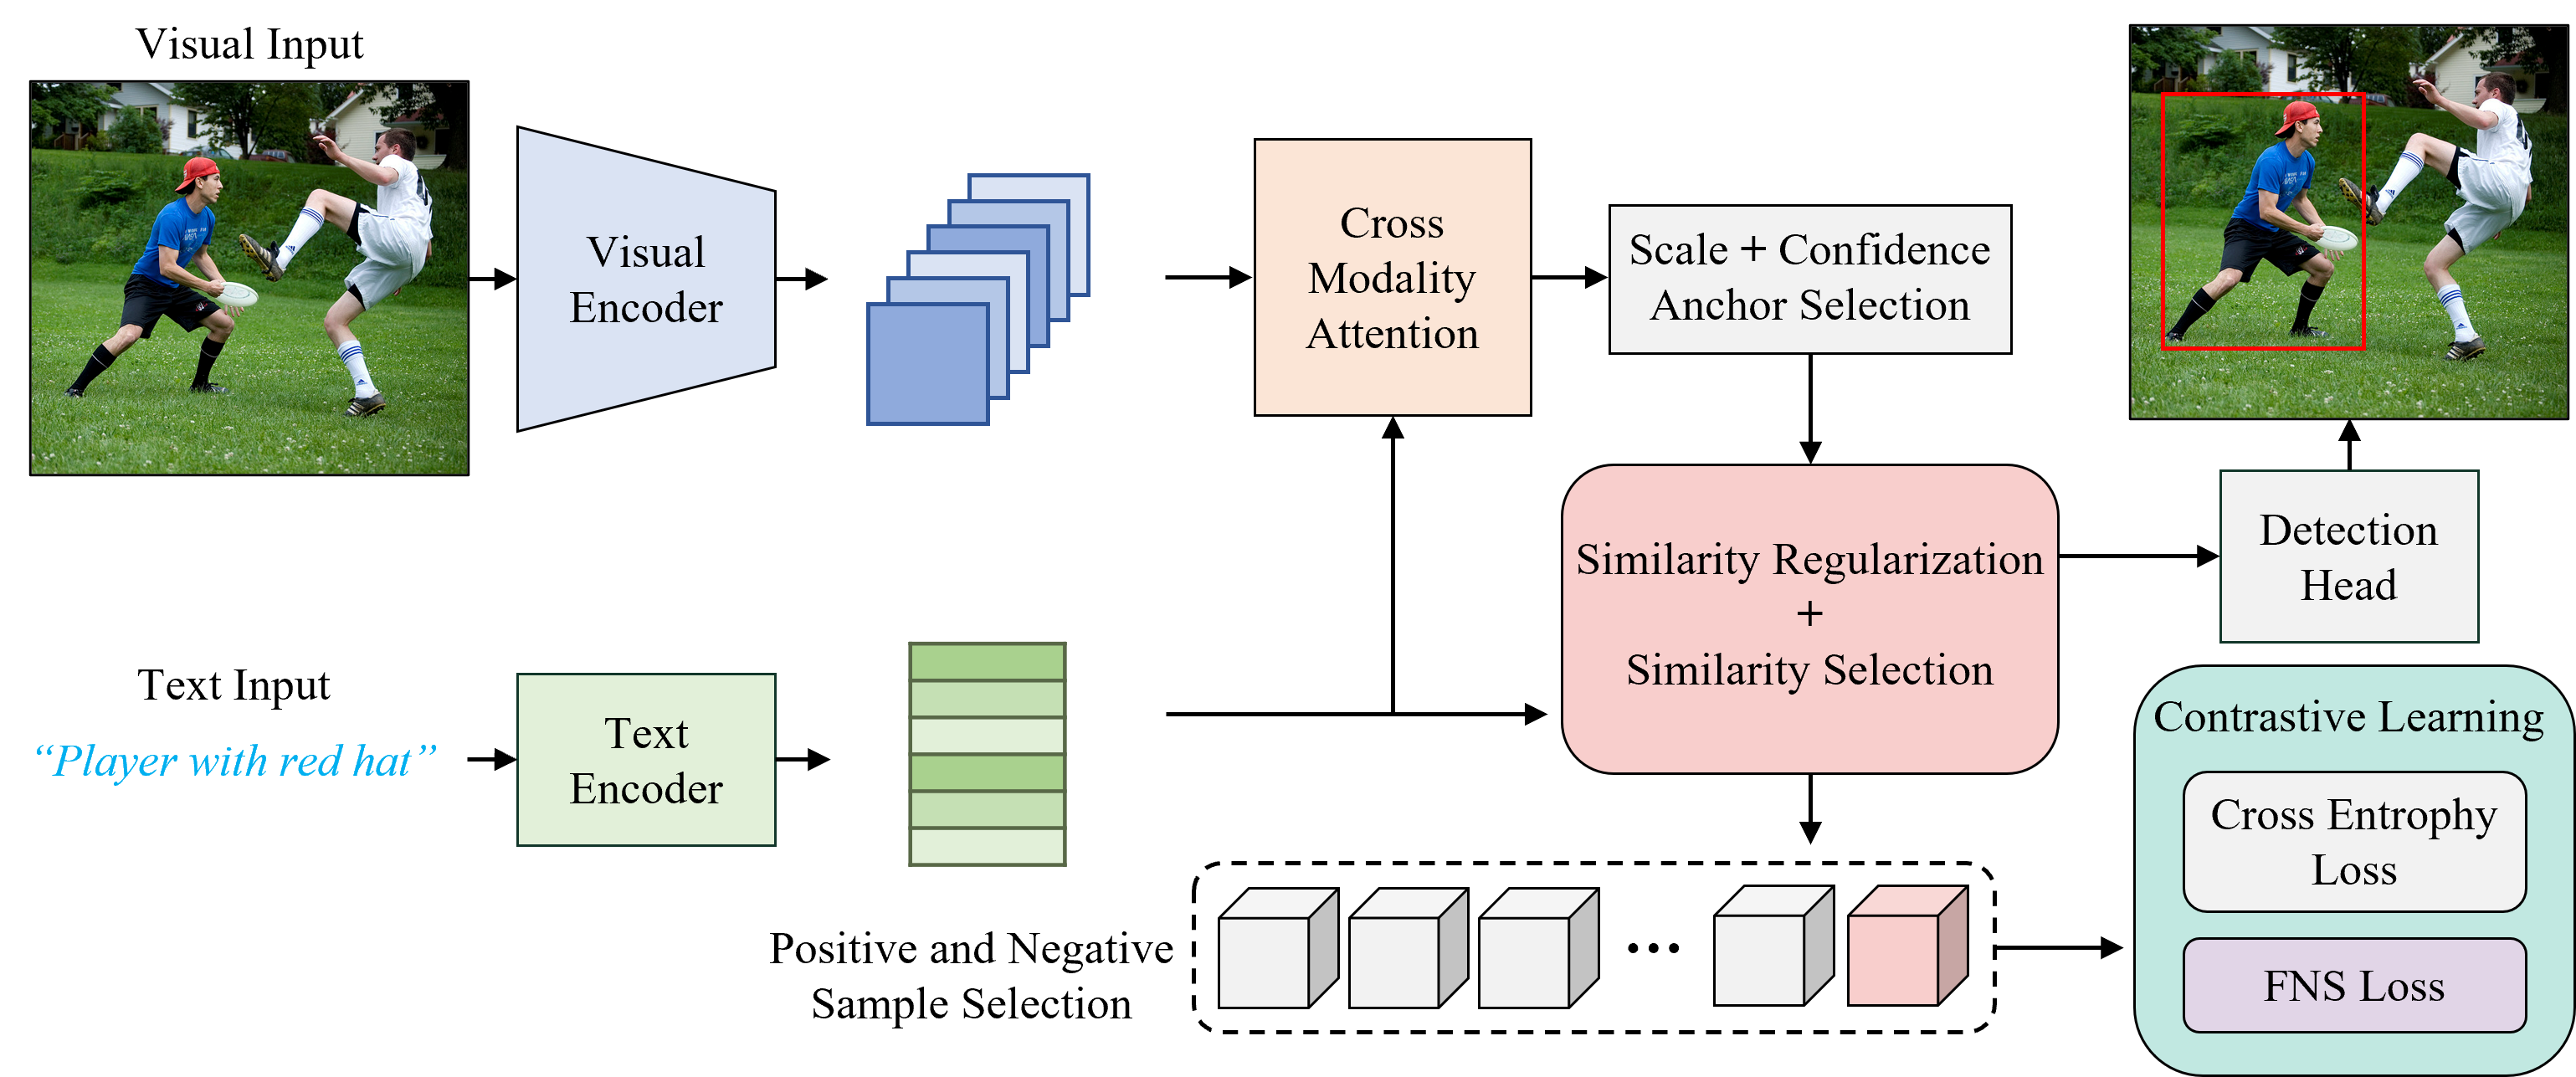 Visual Input
Visual
Encoder
Cross
Modality
Attention
Scale + Confidence
Anchor Selection
Similarity Regularization
+
Similarity Selection
Detection
Head
Text Input
“Player with red hat”
Text
Encoder
Positive and Negative
Sample Selection
...
Contrastive Learning
Cross Entrophy
Loss
FNS Loss